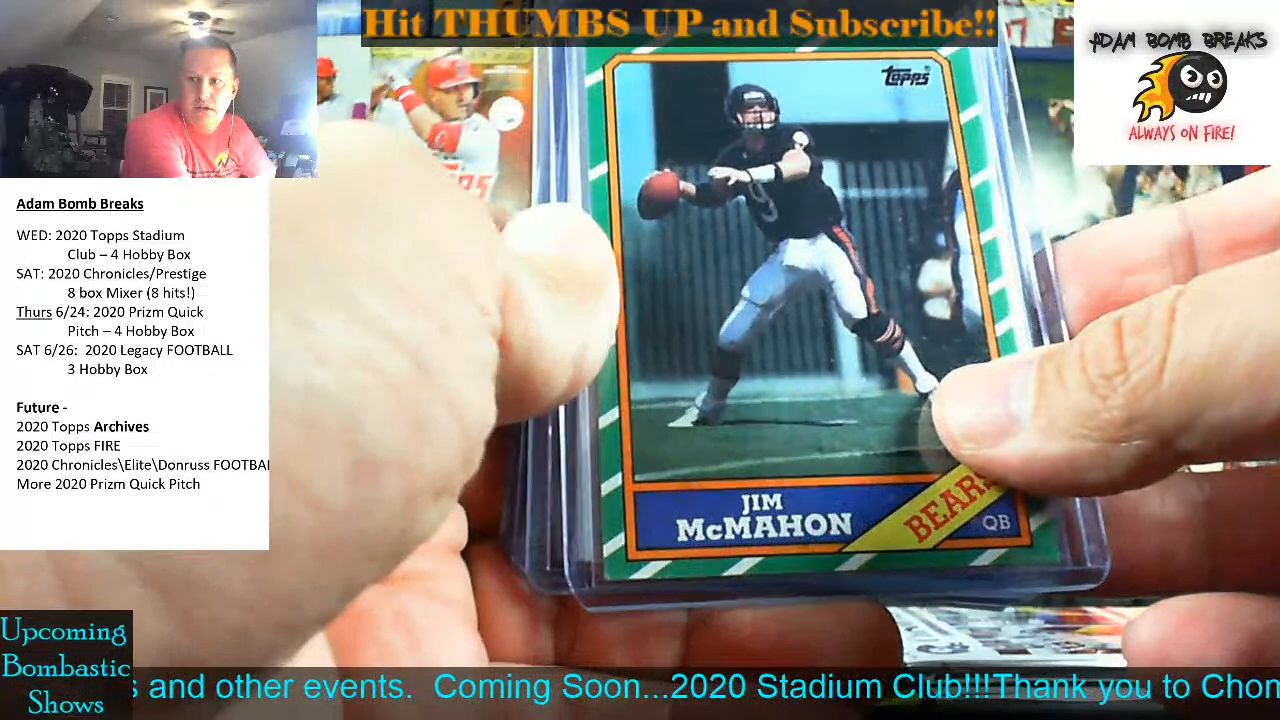 Hit THUMBS UP and Subscribe!!
ADAM BOMB BREAKS
ALWAYS ON FIRE!
Adam Bomb Breaks
WED: 2020 Topps Stadium
Club – 4 Hobby Box
SAT: 2020 Chronicles/Prestige
8 box Mixer (8 hits!)
Thurs 6/24: 2020 Prizm Quick
Pitch – 4 Hobby Box
SAT 6/26:  2020 Legacy FOOTBALL
3 Hobby Box
Future -
2020 Topps Archives
2020 Topps FIRE
2020 Chronicles\Elite\Donruss FOOTBAL
More 2020 Prizm Quick Pitch
Topps
9
JIM
McMAHON
BEARS
QB
Upcoming
Bombastic
Shows
s and other events.  Coming Soon...2020 Stadium Club!!!Thank you to Chom